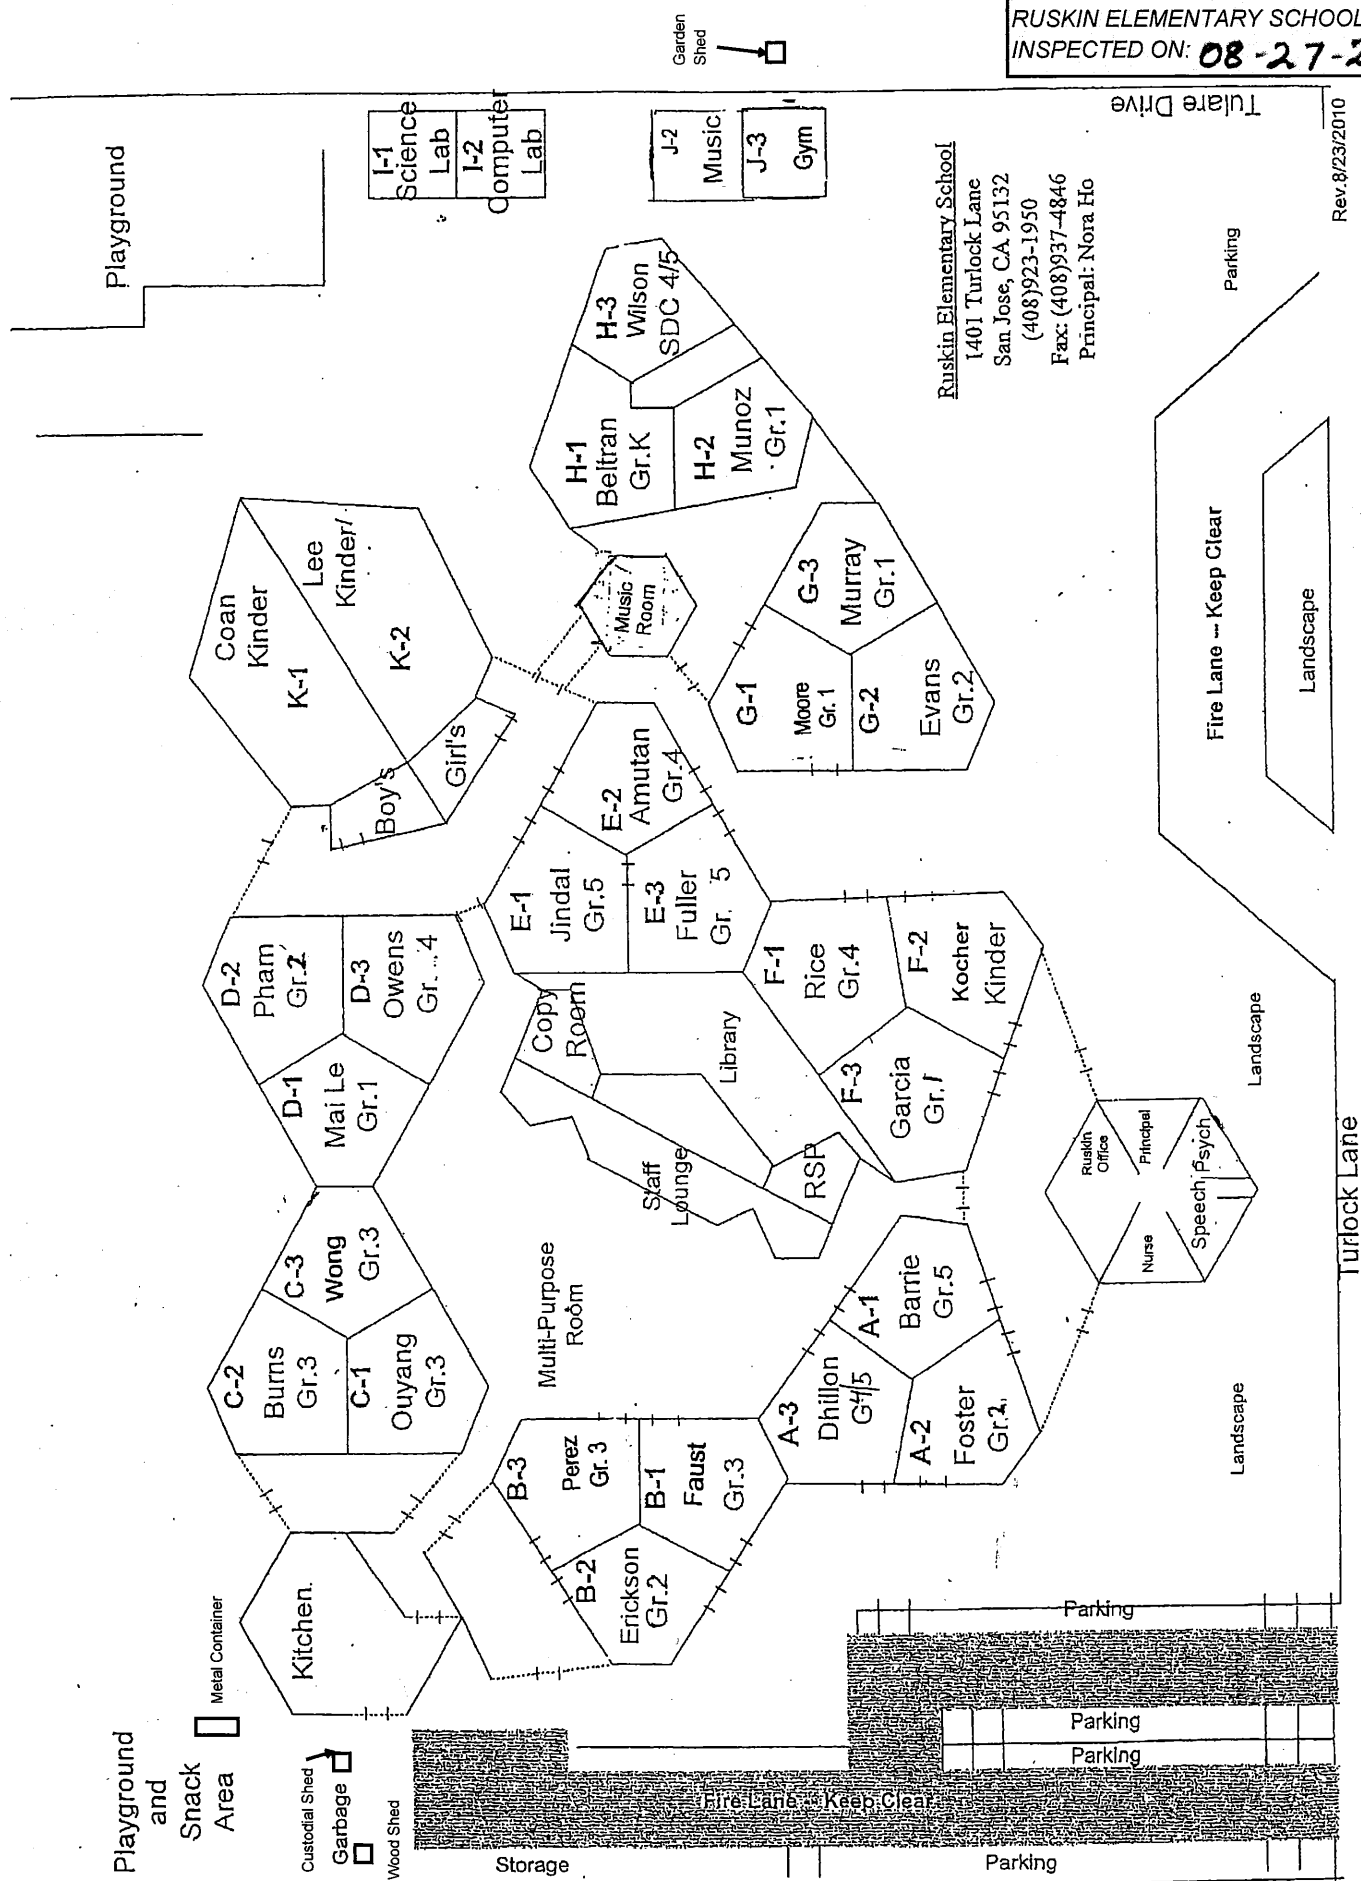 RUSKIN ELEMENTARY SCHOOL
INSPECTED ON: 08-27-2
Garden
Shed
Tulare Drive
Playground
I-1
Science
Lab
I-2
Computer
Lab
J-2
Music
J-3
Gym
Ruskin Elementary School
1401 Turlock Lane
San Jose, CA 95132
(408)923-1950
Fax: (408)937-4846
Principal: Nora Ho
Parking
Rev.8/23/2010
H-3
Wilson
SDC 4/5
H-1
Beltran
Gr.K
H-2
Munoz
Gr.1
Coan
Kinder
K-1
Lee
Kinder/
K-2
Boy's
Girl's
Music
Room
G-3
Murray
Gr.1
G-1
Moore
Gr.1
G-2
Evans
Gr.2
Fire Lane -- Keep Clear
Landscape
D-2
Pham
Gr.2
D-3
Owens
Gr. 4
D-1
Mai Le
Gr.1
E-2
Amutan
Gr.4
E-1
Jindal
Gr.5
E-3
Fuller
Gr. 5
F-1
Rice
Gr.4
F-2
Kocher
Kinder
F-3
Garcia
Gr.1
Copy
Room
Library
Staff
Lounge
RSP
Landscape
Ruskin
Office
Principal
Nurse
Speech
Psych
Turlock Lane
C-3
Wong
Gr.3
C-2
Burns
Gr.3
C-1
Ouyang
Gr.3
Multi-Purpose
Room
A-1
Barrie
Gr.5
A-3
Dhillon
G4/5
A-2
Foster
Gr.2
Landscape
B-3
Perez
Gr.3
B-1
Faust
Gr.3
B-2
Erickson
Gr.2
Kitchen.
Playground
and
Snack
Area
Metal Container
Custodial Shed
Garbage
Wood Shed
Storage
Fire Lane -- Keep Clear
Parking
Parking
Parking
Parking